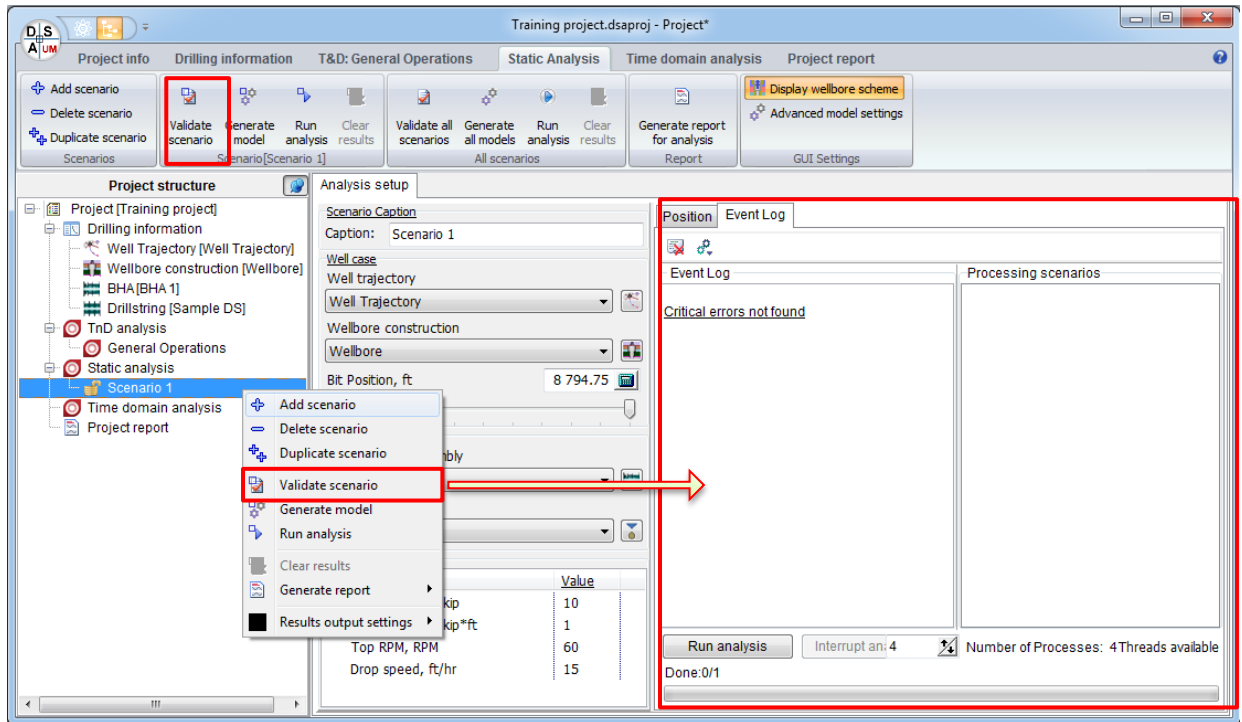 Training project.dsaproj - Project*
D S
A UM
Project info
Drilling information
T&D: General Operations
Static Analysis
Time domain analysis
Project report
Add scenario
Delete scenario
Duplicate scenario
Scenarios
Validate scenario
Generate model
Run analysis
Clear results
Scenario[Scenario 1]
Validate all scenarios
Generate all models
Run analysis
Clear results
All scenarios
Generate report for analysis
Report
Display wellbore scheme
Advanced model settings
GUI Settings
Project structure
Project [Training project]
Drilling information
Well Trajectory [Well Trajectory]
Wellbore construction [Wellbore]
BHA [BHA 1]
Drillstring [Sample DS]
TnD analysis
General Operations
Static analysis
Scenario 1
Time domain analysis
Project report
Add scenario
Delete scenario
Duplicate scenario
Validate scenario
Generate model
Run analysis
Clear results
Generate report
Results output settings
Analysis setup
Scenario Caption
Caption: Scenario 1
Well case
Well trajectory
Well Trajectory
Wellbore construction
Wellbore
Bit Position, ft 8 794.75
Value
kip 10
kip*ft 1
Top RPM, RPM 60
Drop speed, ft/hr 15
Position
Event Log
Event Log
Critical errors not found
Processing scenarios
Run analysis
Interrupt an 4
Number of Processes: 4Threads available
Done:0/1